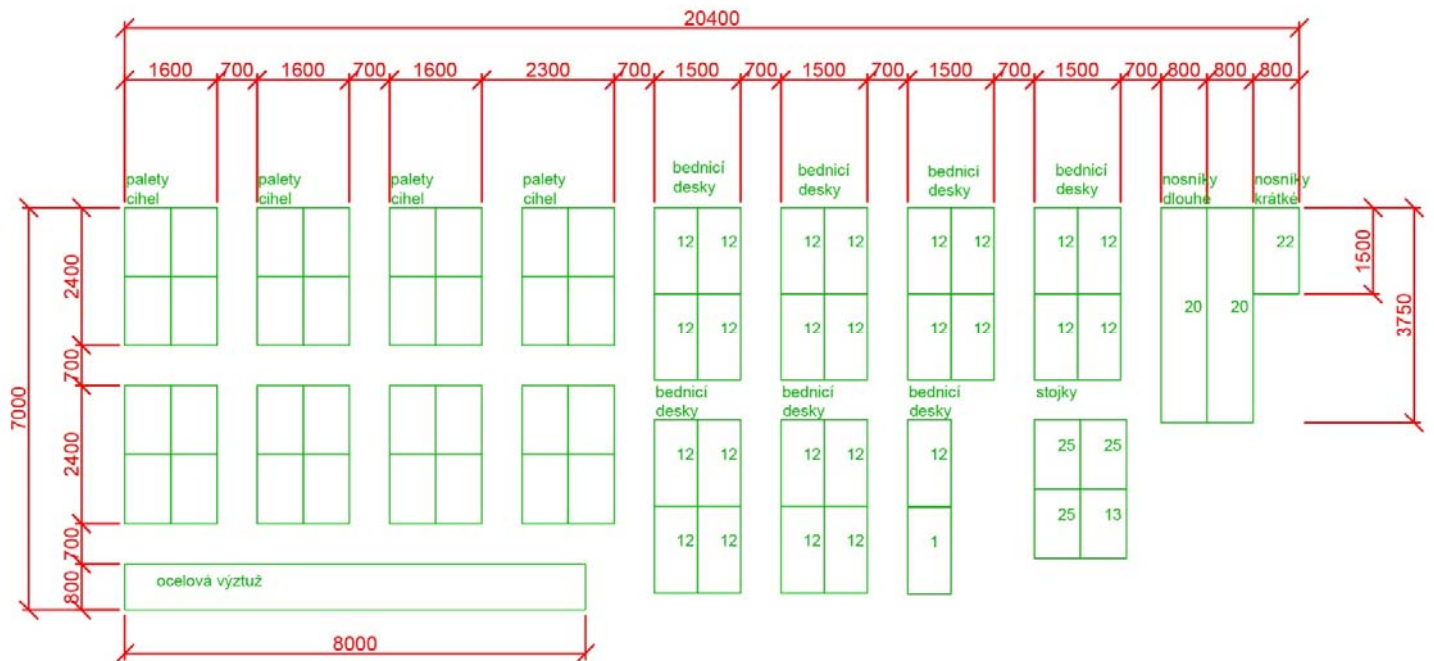 20400
1600 700 1600 700 1600 2300 700 1500 700 1500 700 1500 700 1500 700 800 800 800
palety
cihel
palety
cihel
palety
cihel
palety
cihel
bednicí
desky
bednicí
desky
bednicí
desky
bednicí
desky
nosníky
dlouhé
nosníky
krátké
12 12 12 12 12 12 12 12 22
2400
1500
20 20
3750
12 12 12 12 12 12 12 12
700
7000
bednicí
desky
bednicí
desky
bednicí
desky
stojky
2400
12 12 12 12 12 25 25
12 12 12 12 1 25 13
700
800
ocelová výztuž
8000